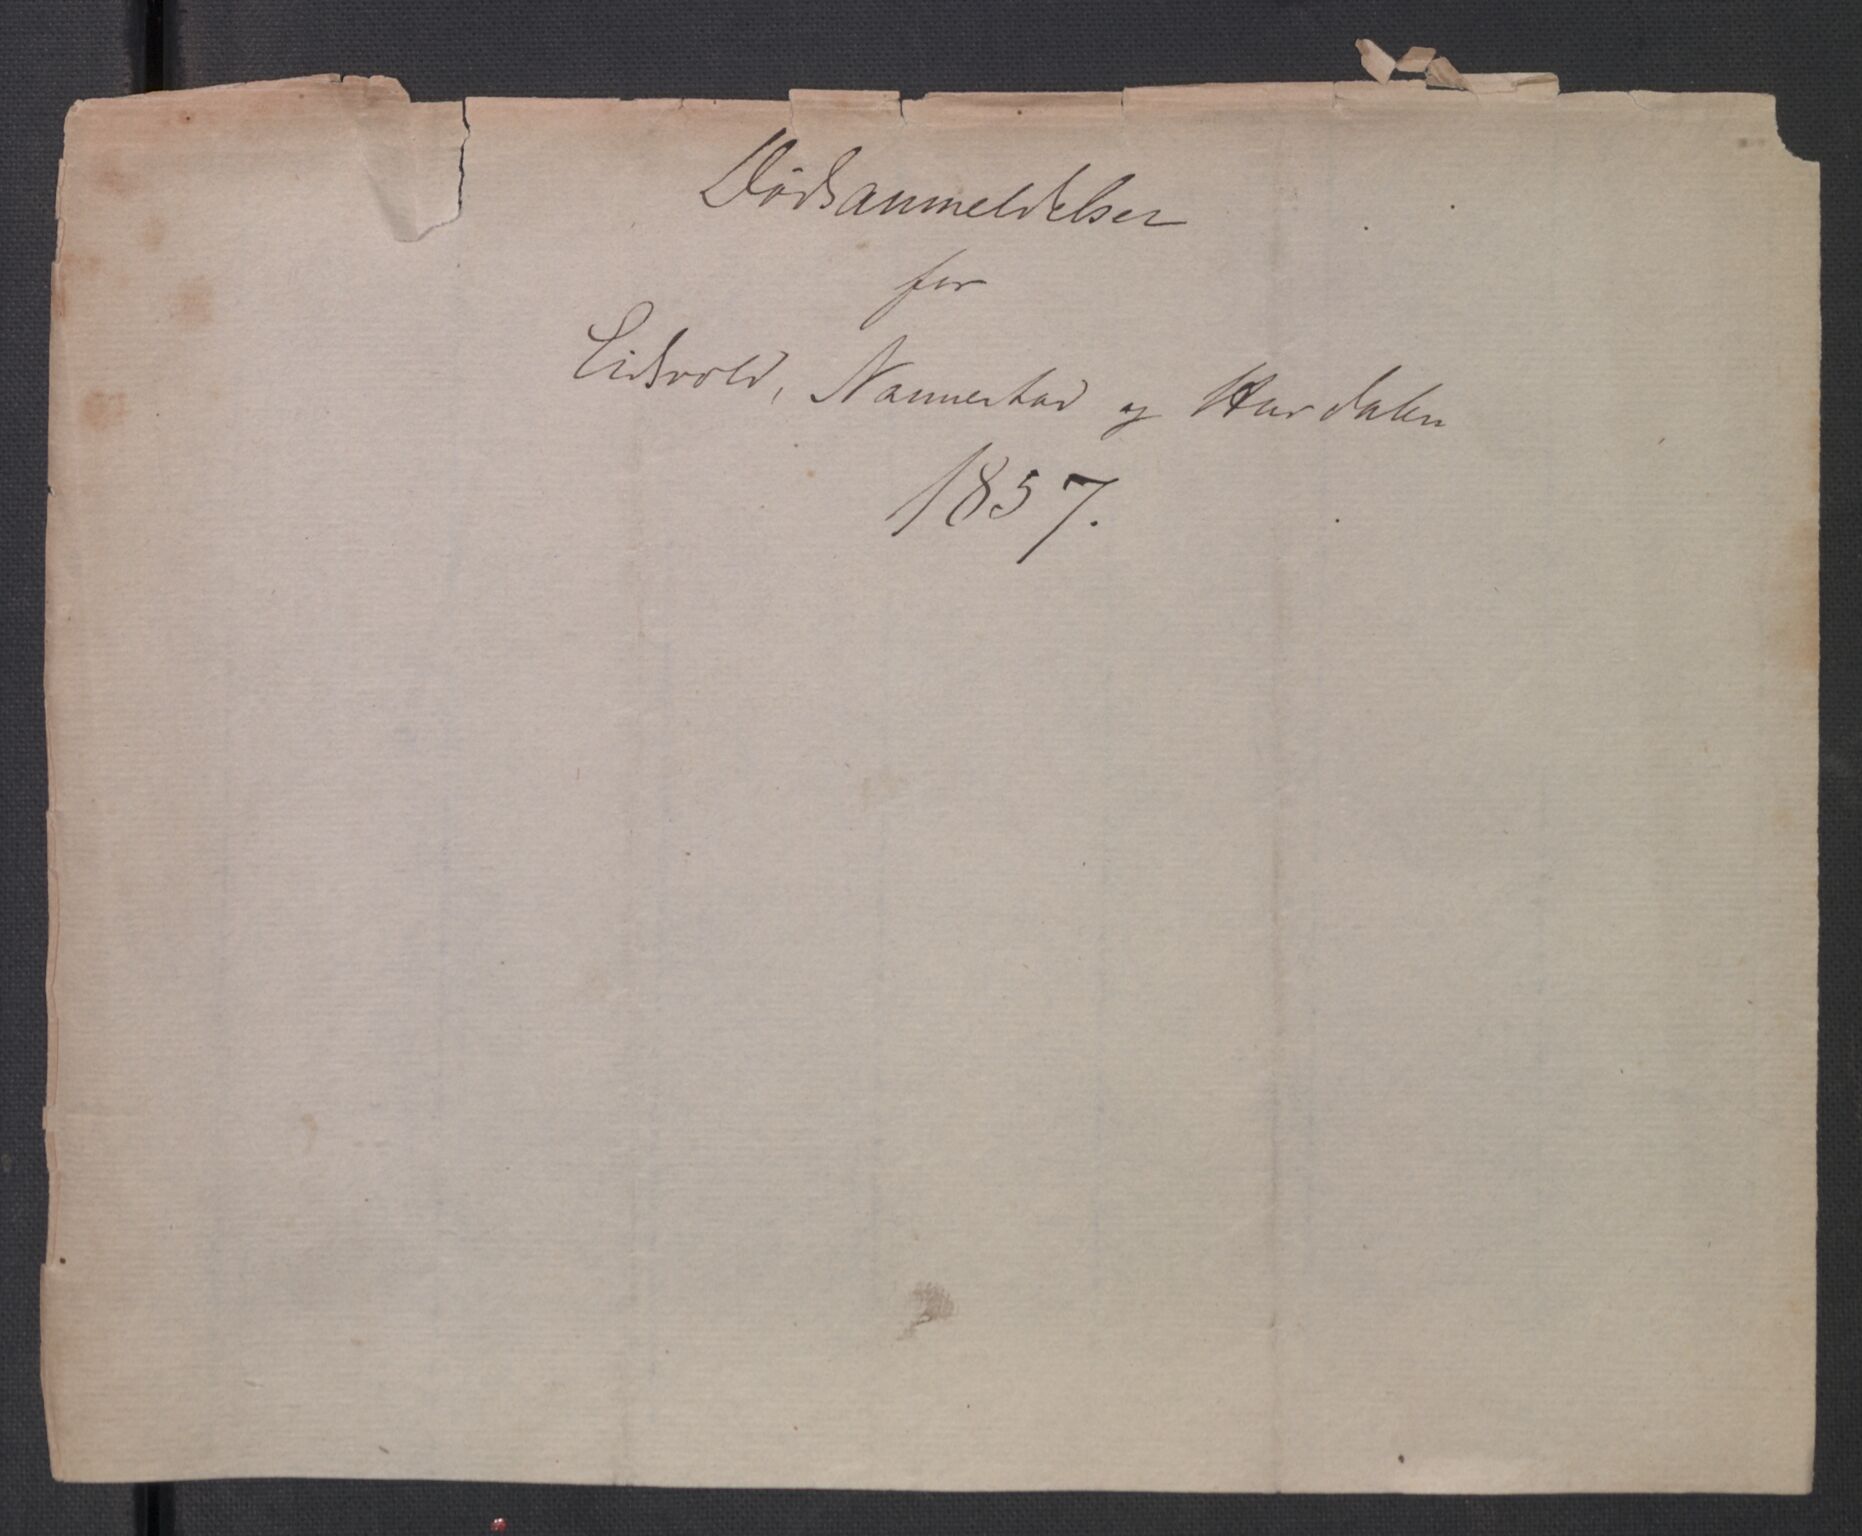 Dødsanmeldelser
for
Eidsvold, Nannestad og Hurdalen
1857.